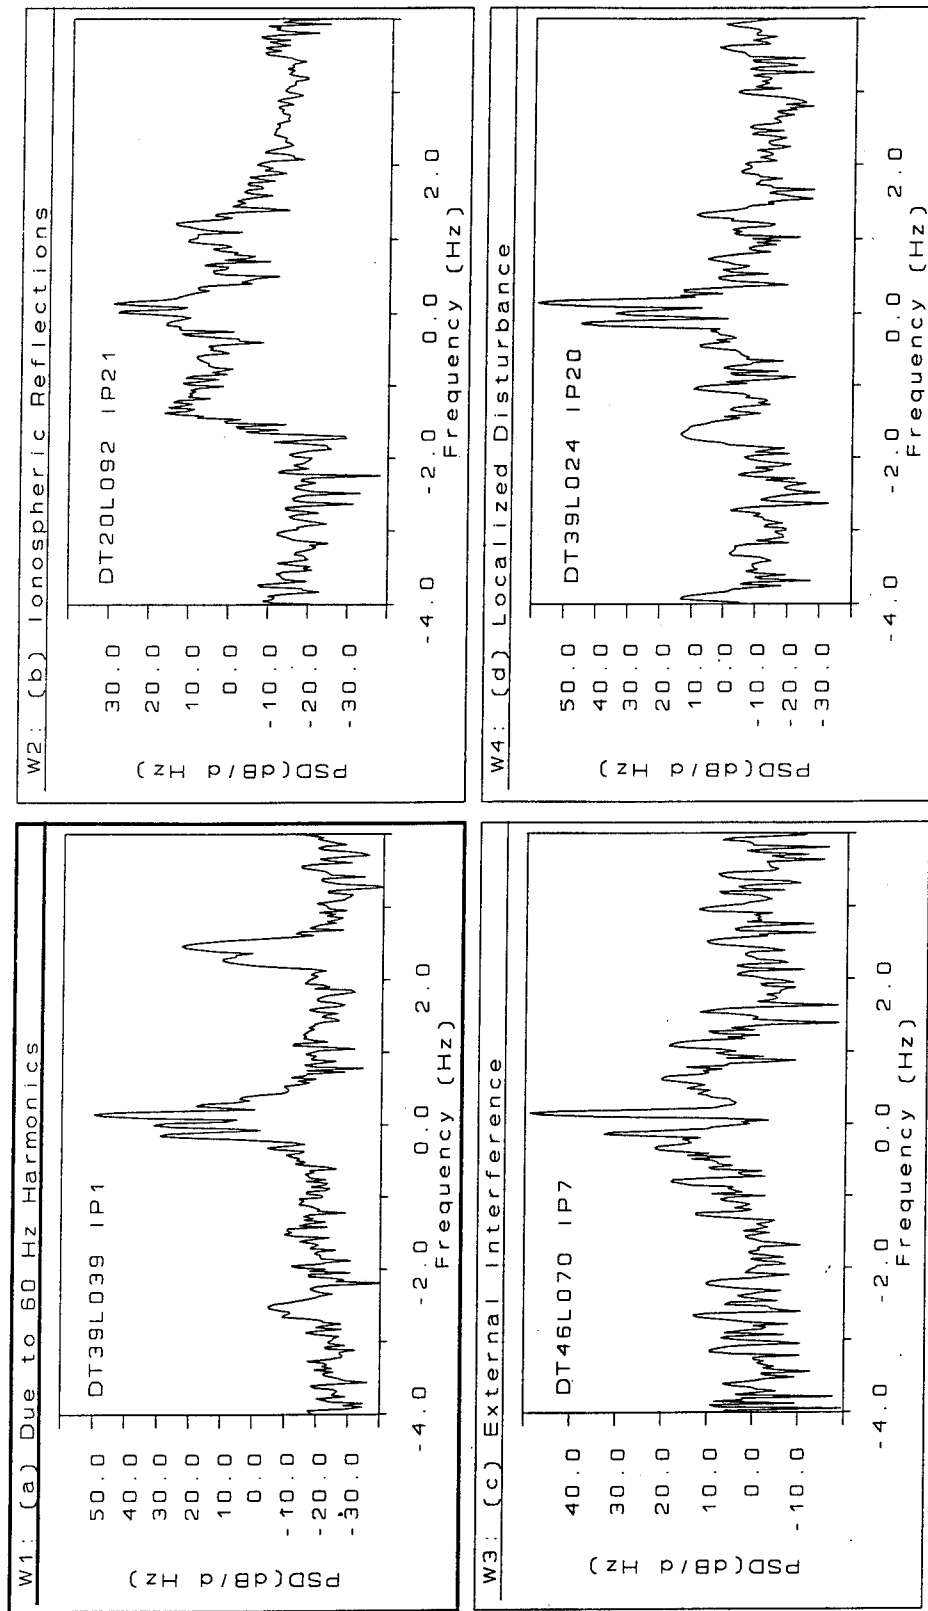 W1: (a) Due to 60 Hz Harmonics
DT39L039 IP1
PSD(dB/d Hz)
50.0
40.0
30.0
20.0
10.0
0.0
-10.0
-20.0
-30.0
-4.0
-2.0
0.0
2.0
Frequency (Hz)
W2: (b) Ionospheric Reflections
DT20L092 IP21
PSD(dB/d Hz)
30.0
20.0
10.0
0.0
-10.0
-20.0
-30.0
-4.0
-2.0
0.0
2.0
Frequency (Hz)
W3: (c) External Interference
DT46L070 IP7
PSD(dB/d Hz)
40.0
30.0
20.0
10.0
0.0
-10.0
-4.0
-2.0
0.0
2.0
Frequency (Hz)
W4: (d) Localized Disturbance
DT39L024 IP20
PSD(dB/d Hz)
50.0
40.0
30.0
20.0
10.0
0.0
-10.0
-20.0
-30.0
-4.0
-2.0
0.0
2.0
Frequency (Hz)